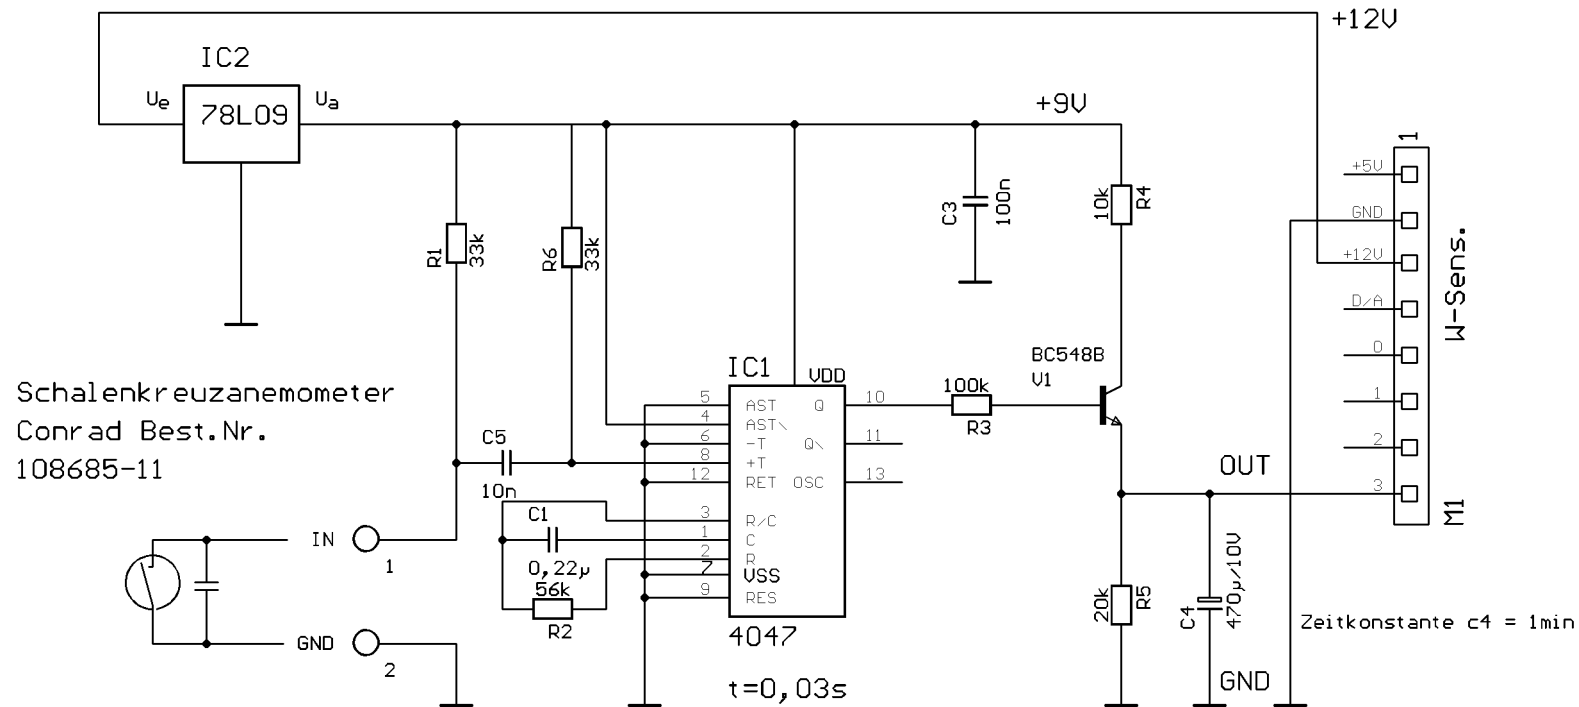 +12V
IC2
Ue
78L09
Ua
+9V
1
+5V
GND
+12V
D/A
0
1
2
3
W-Sens.
M1
R1
33k
R6
33k
C3
100n
10k
R4
BC548B
V1
IC1
VDD
Schalenkreuzanemometer
Conrad Best.Nr.
108685-11
C5
10n
5
AST
Q
10
4
AST\
6
-T
Q\
11
8
+T
12
RET
OSC
13
3
R/C
1
C
2
R
7
VSS
9
RES
4047
t=0,03s
C1
0,22µ
56k
R2
100k
R3
OUT
IN
1
GND
2
20k
R5
C4
470µ/10V
GND
Zeitkonstante c4 = 1min